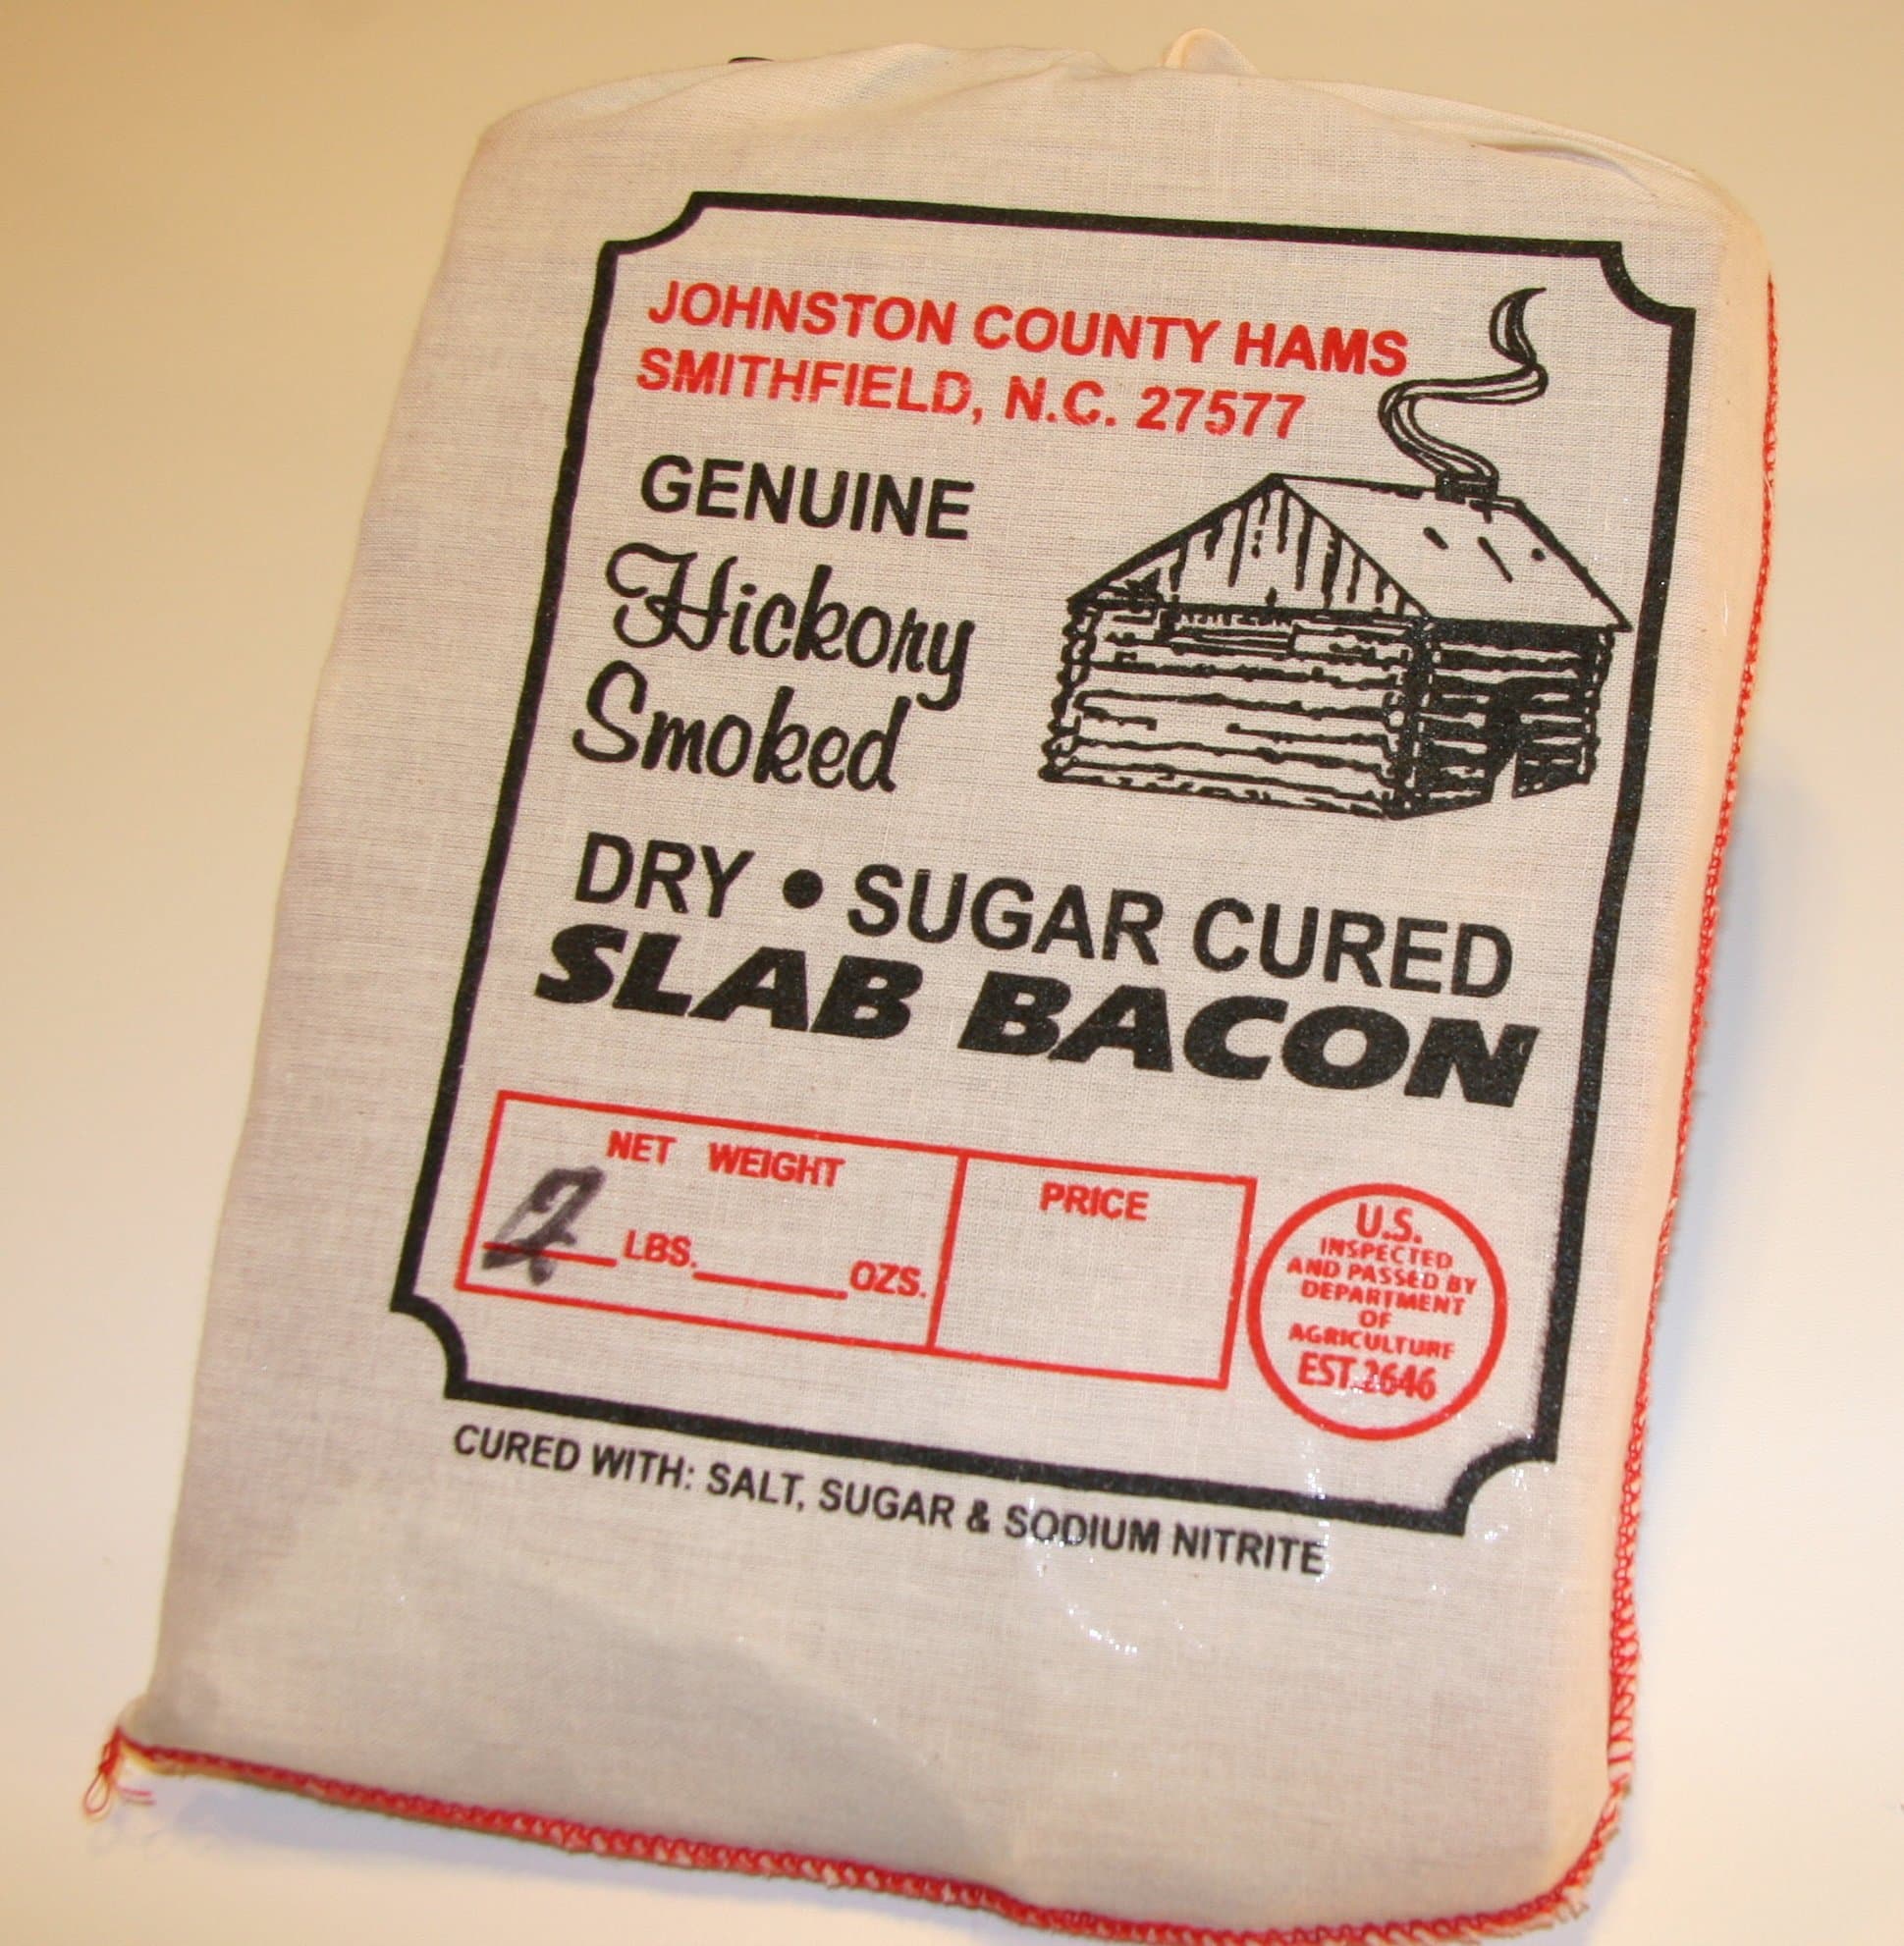 JOHNSTON COUNTY HAMS
SMITHFIELD, N.C. 27577
GENUINE
Hickory
Smoked
DRY • SUGAR CURED
SLAB BACON
NET WEIGHT
2 LBS. OZS.
PRICE
U.S.
INSPECTED
AND PASSED BY
DEPARTMENT
OF
AGRICULTURE
EST.2646
CURED WITH: SALT, SUGAR & SODIUM NITRITE